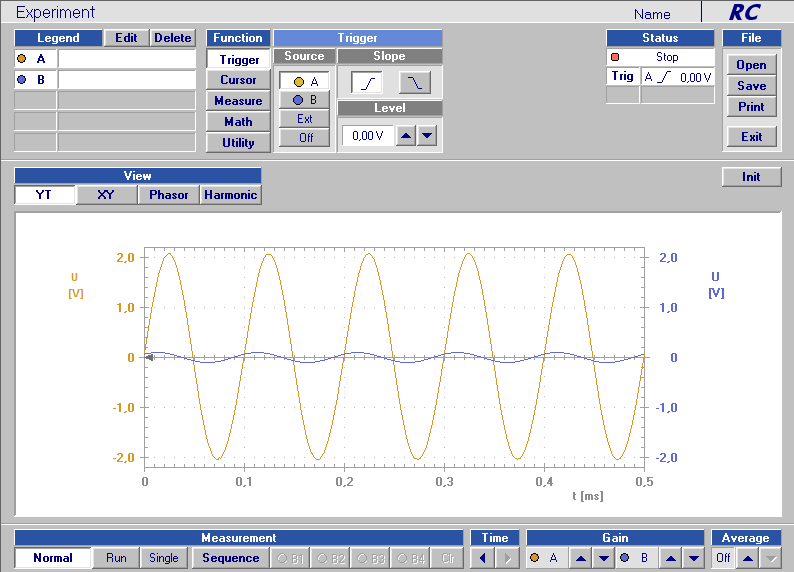 Experiment Name RC
Legend Edit Delete Function Trigger Status File
A Trigger Source Slope Stop Open
B Cursor A Trig A 0,00 V Save
Measure B Level Print
Math Ext 0,00 V
Utility Off Exit
View Init
YT XY Phasor Harmonic
U U
[V] [V]
2,0 2,0
1,0 1,0
0 0
-1,0 -1,0
-2,0 -2,0
0 0,1 0,2 0,3 0,4 0,5
t [ms]
Measurement Time Gain Average
Normal Run Single Sequence B1 B2 B3 B4 Clr A B Off